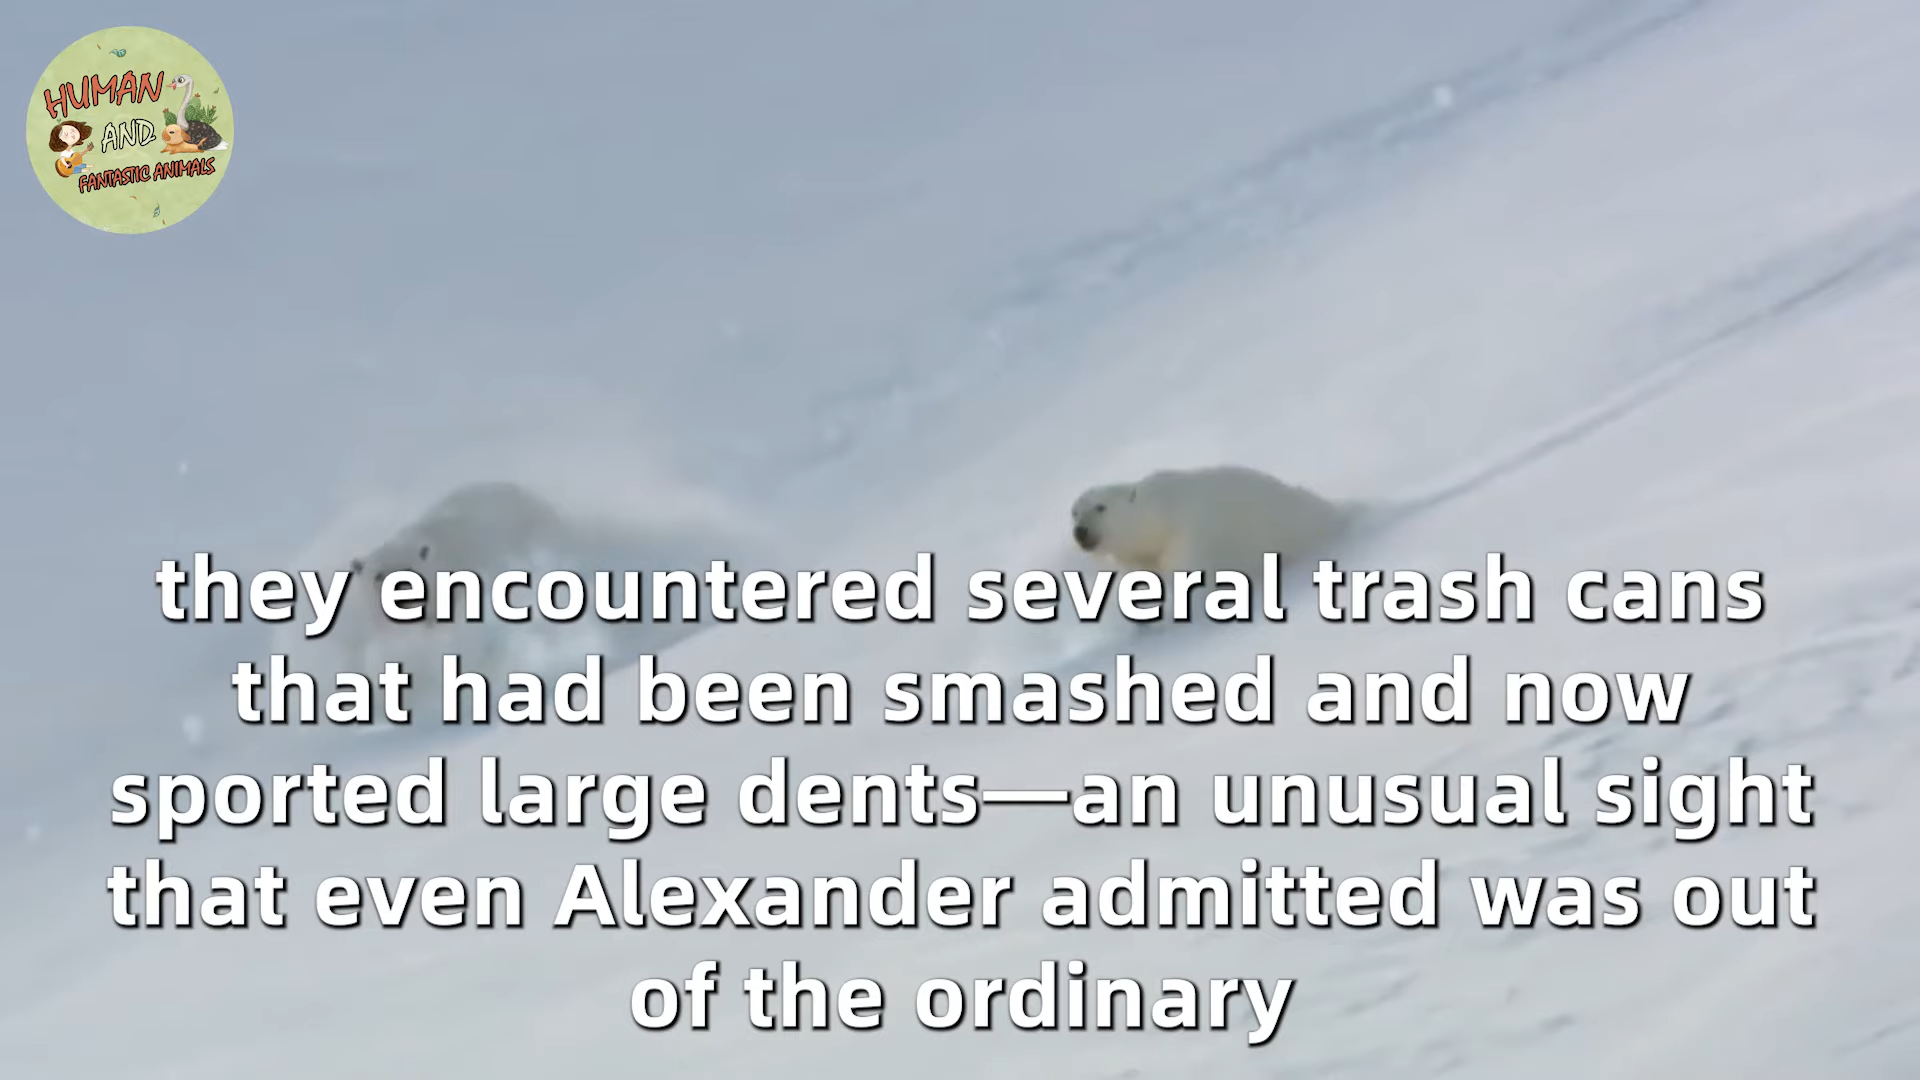 HUMAN
AND
FANTASTIC ANIMALS
they encountered several trash cans
that had been smashed and now
sported large dents—an unusual sight
that even Alexander admitted was out
of the ordinary